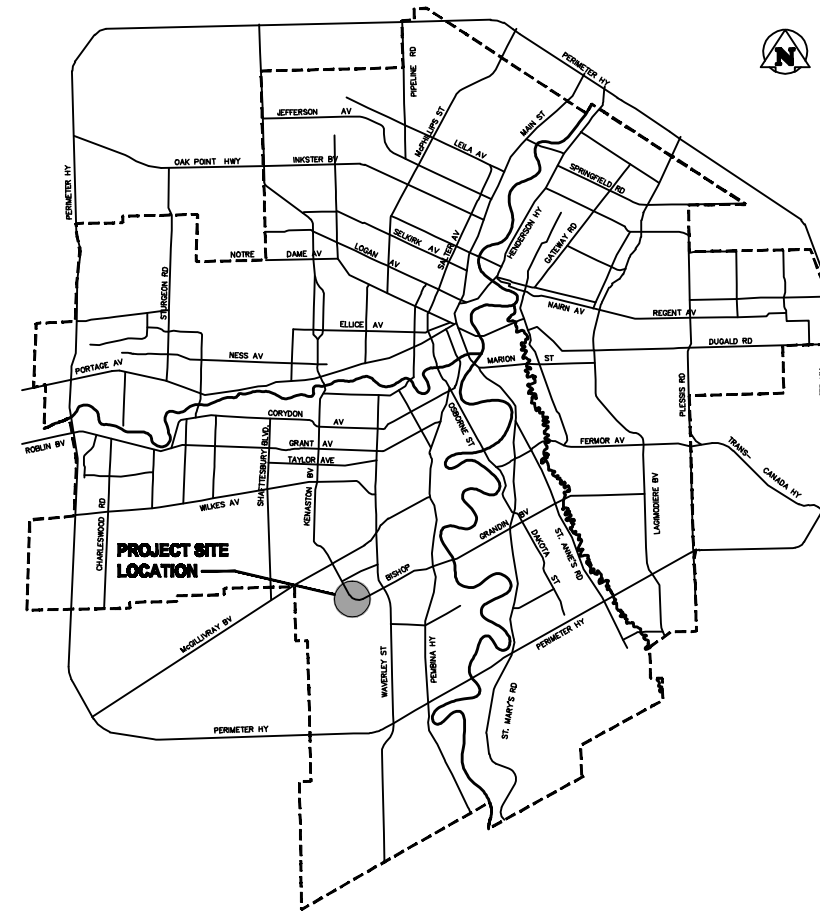 N
PERIMETER HY
PIPELINE RD
McPHILLIPS ST
MAIN ST
JEFFERSON AV
LEILA AV
OAK POINT HWY
INKSTER BV
SPRINGFIELD RD
PERIMETER HY
HENDERSON HY
GATEWAY RD
SELKIRK AV
SALTER AV
NOTRE DAME AV
LOGAN AV
STURGEON RD
NAIRN AV
REGENT AV
ELLICE AV
DUGALD RD
NESS AV
MARION ST
PORTAGE AV
PLESSIS RD
CORYDON AV
OSBORNE ST
ROBLIN BV
GRANT AV
FERMOR AV
TRANS-CANADA HY
TAYLOR AVE
SHAFTESBURY BLVD.
KENASTON BV
WILKES AV
LAGIMODIERE BV
CHARLESWOOD RD
BISHOP GRANDIN BV
DAKOTA ST
ST. ANNE'S RD
PROJECT SITE
LOCATION
McGILLIVRAY BV
WAVERLEY ST
PEMBINA HY
PERIMETER HY
ST. MARY'S RD
PERIMETER HY